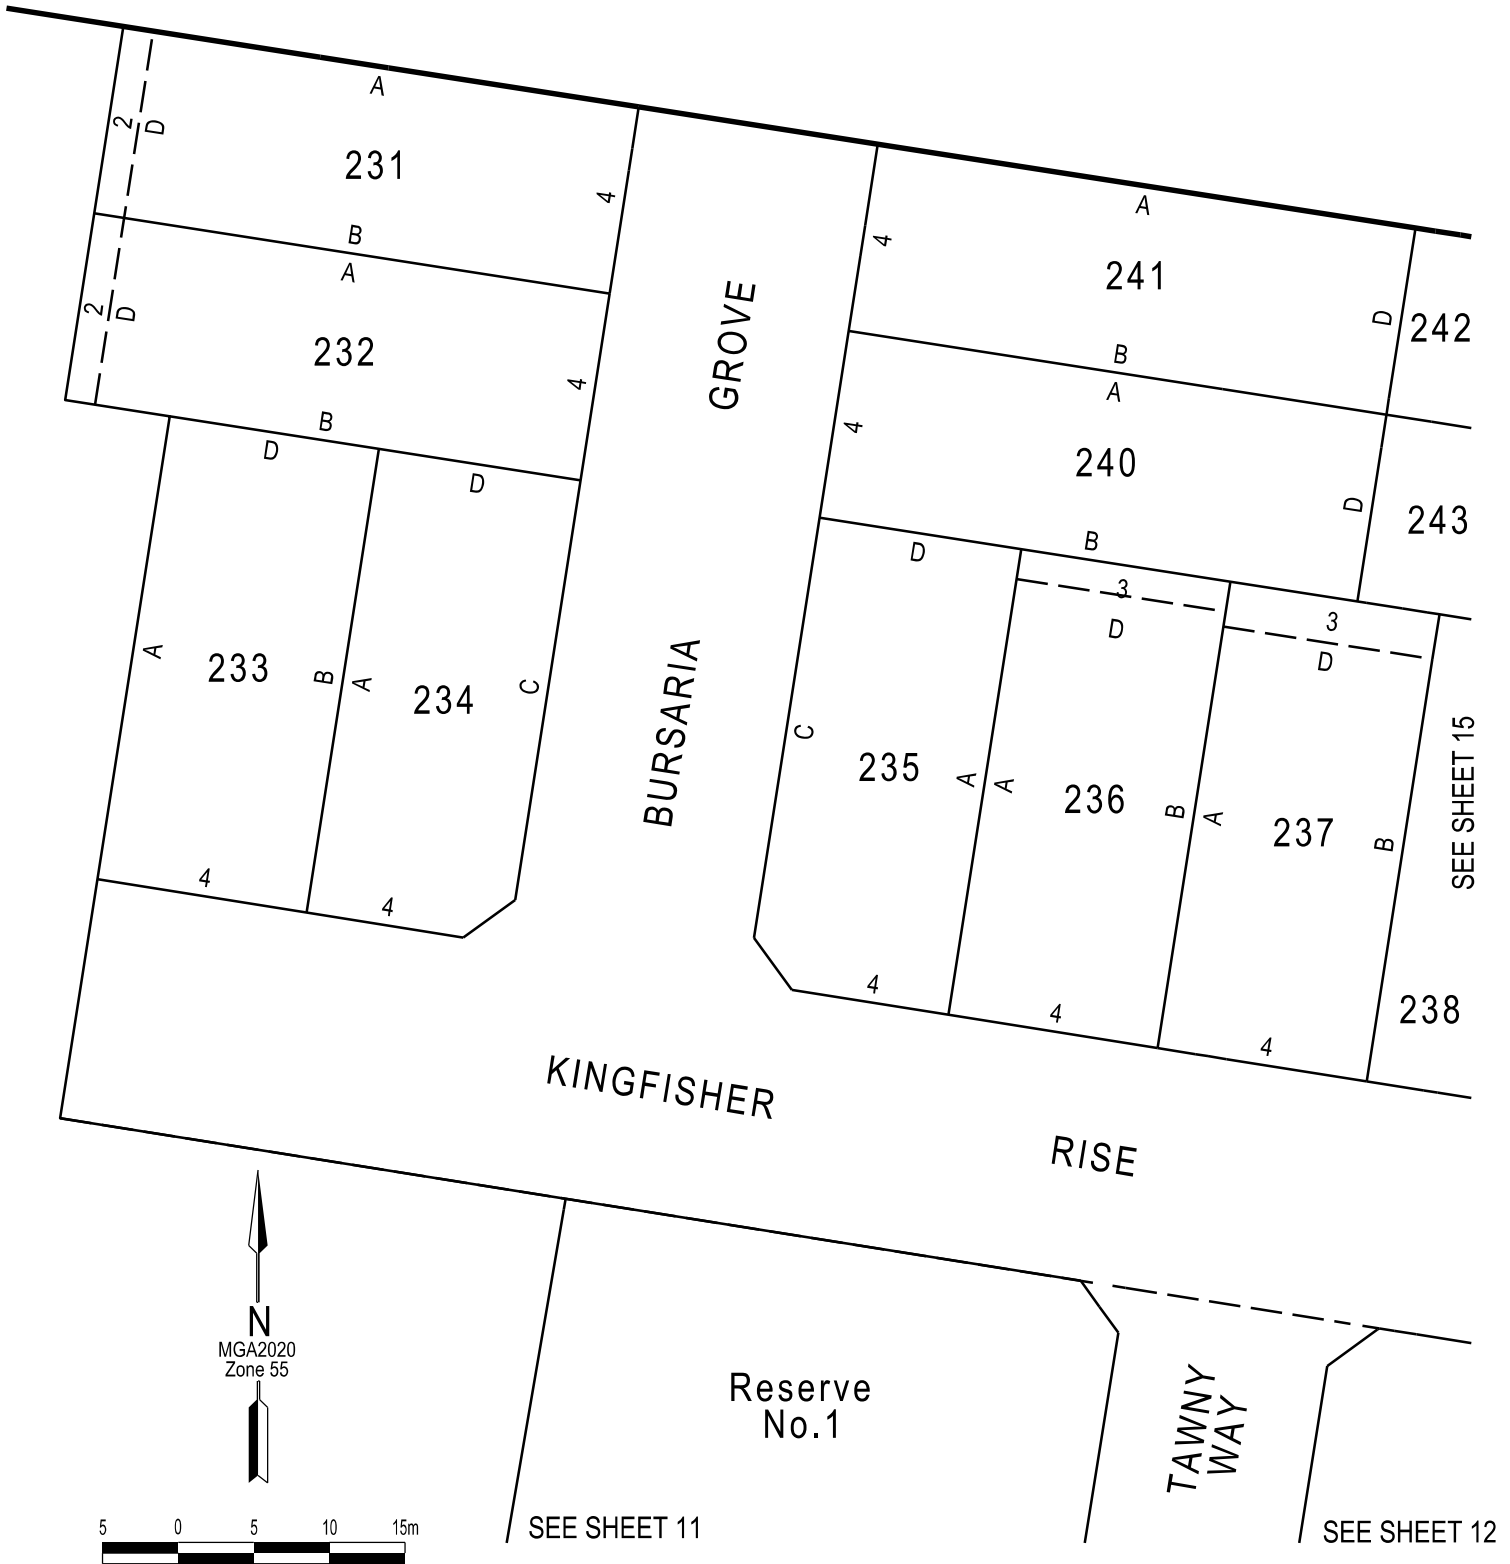 A
2
D
231
4
B
A
2
D
232
4
B
D
D
A
233
B
A
234
C
4
4
GROVE
BURSARIA
A
4
241
D
242
B
A
4
240
D
243
B
D
3
D
3
D
C
235
A
A
236
B
A
237
B
238
4
4
4
SEE SHEET 15
KINGFISHER
RISE
N
MGA2020
Zone 55
Reserve
No.1
TAWNY
WAY
5 0 5 10 15m
SEE SHEET 11
SEE SHEET 12